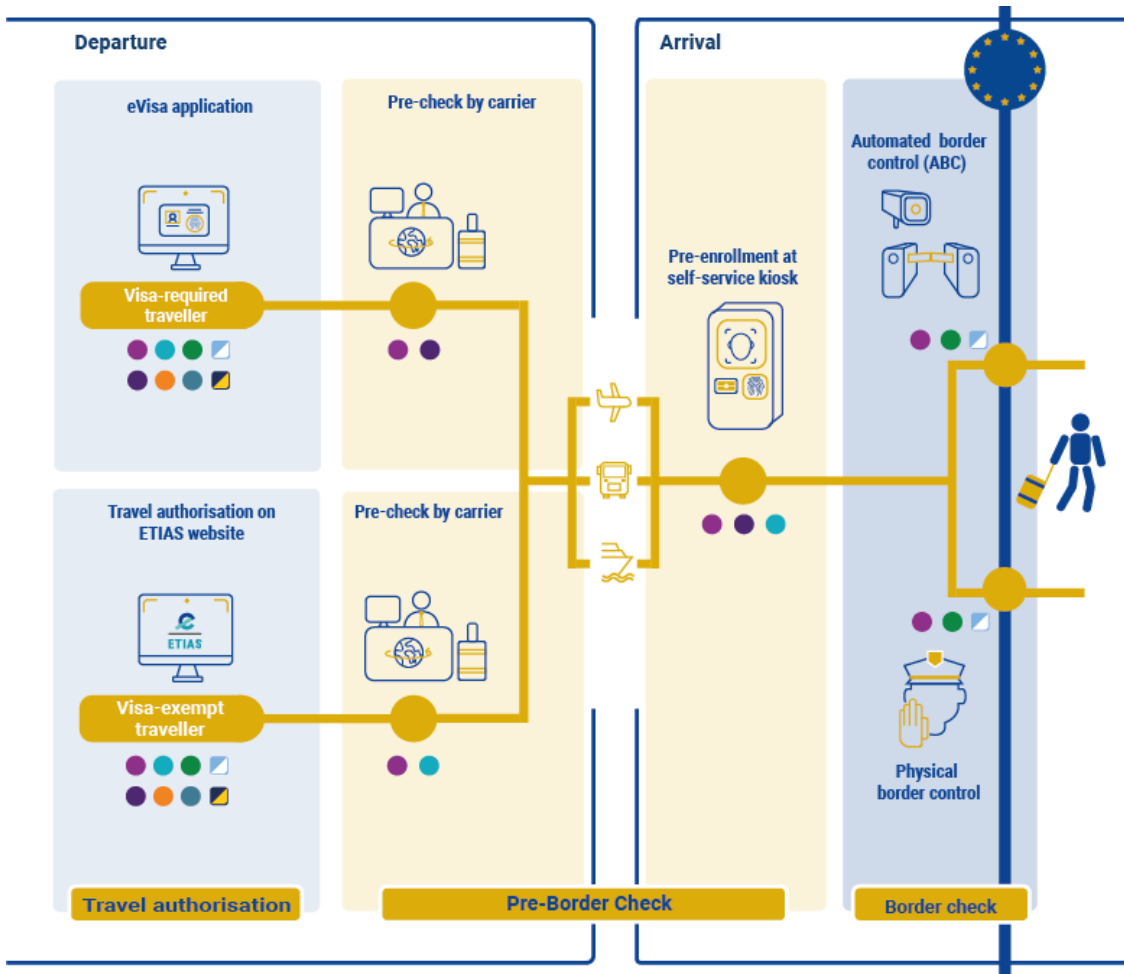 Departure
eVisa application
Visa-required
traveller
Pre-check by carrier
Travel authorisation on
ETIAS website
ETIAS
Visa-exempt
traveller
Pre-check by carrier
Arrival
Pre-enrollment at
self-service kiosk
Automated border
control (ABC)
Physical
border control
Travel authorisation
Pre-Border Check
Border check